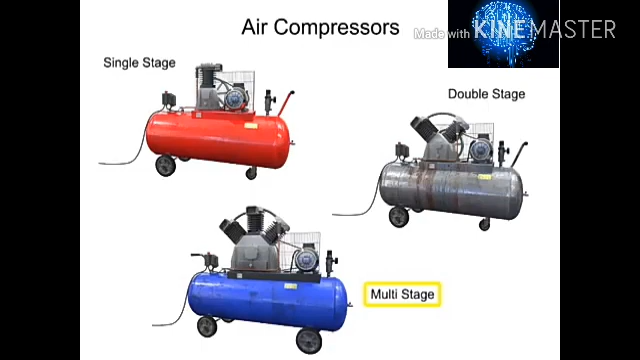 Air Compressors
Made with KINEMASTER
Single Stage
Double Stage
Multi Stage